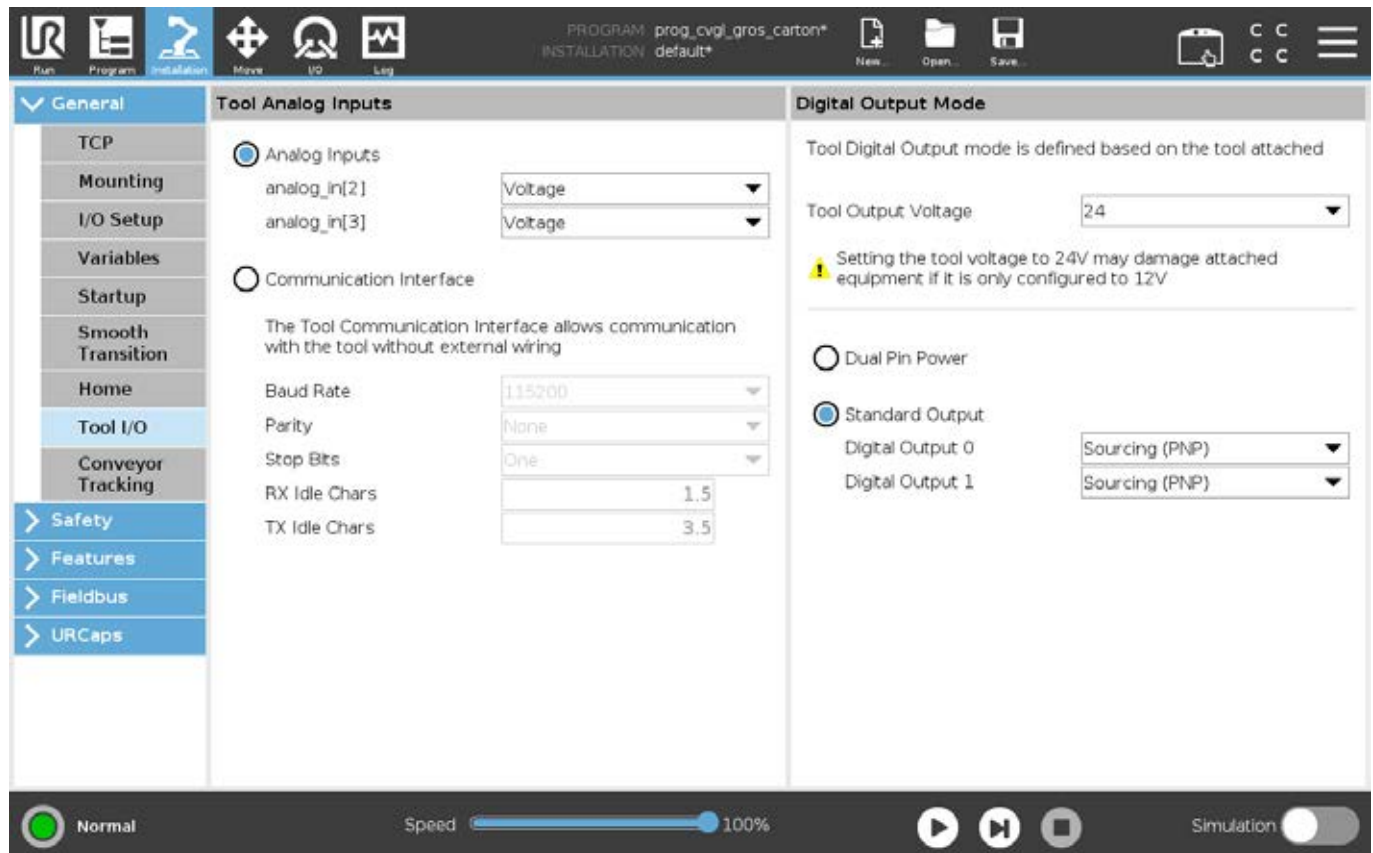 UR
Run
Program
Installation
Move
I/O
Log
PROGRAM prog_cvgl_gros_carton*
INSTALLATION default*
New...
Open...
Save...
C C
C C
General
TCP
Mounting
I/O Setup
Variables
Startup
Smooth
Transition
Home
Tool I/O
Conveyor
Tracking
Safety
Features
Fieldbus
URCaps
Tool Analog Inputs
Analog Inputs
analog_in[2] Voltage
analog_in[3] Voltage
Communication Interface
The Tool Communication Interface allows communication
with the tool without external wiring
Baud Rate 115200
Parity None
Stop Bits One
RX Idle Chars 1.5
TX Idle Chars 3.5
Digital Output Mode
Tool Digital Output mode is defined based on the tool attached
Tool Output Voltage 24
Setting the tool voltage to 24V may damage attached
equipment if it is only configured to 12V
Dual Pin Power
Standard Output
Digital Output 0 Sourcing (PNP)
Digital Output 1 Sourcing (PNP)
Normal
Speed 100%
Simulation